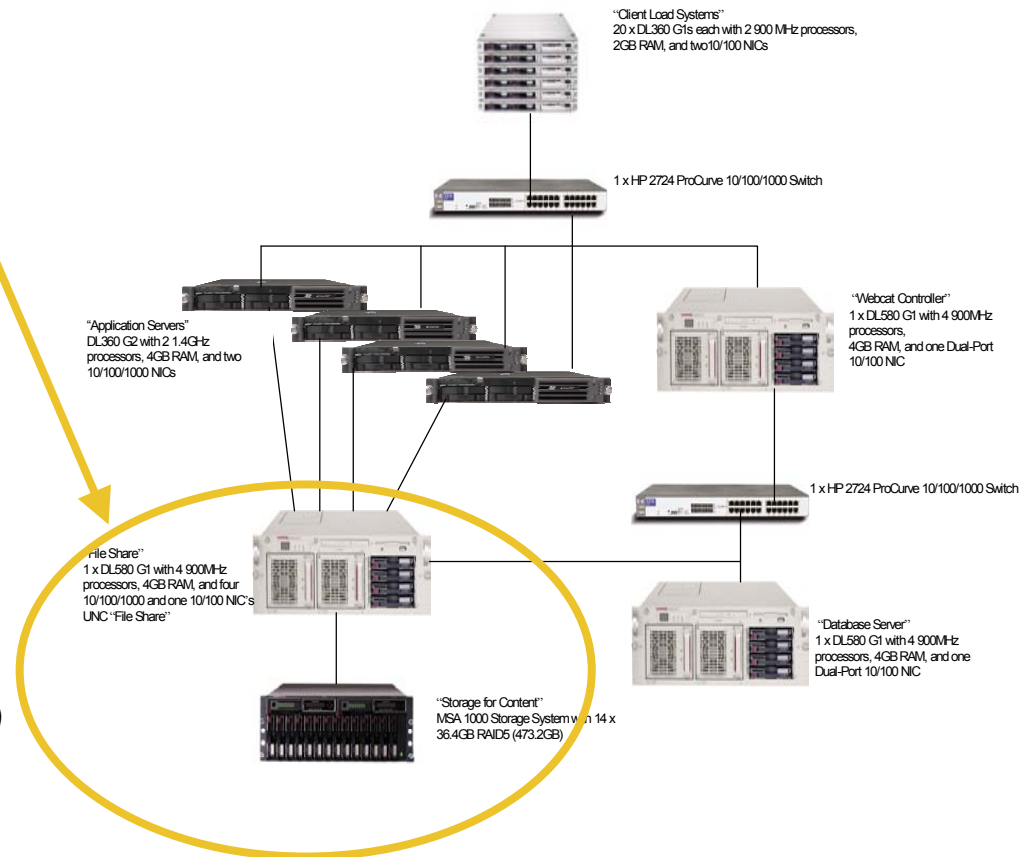 “Client Load Systems”
20 x DL360 G1s each with 2 900 MHz processors,
2GB RAM, and two10/100 NICs
1 x HP 2724 ProCurve 10/100/1000 Switch
“Application Servers”
DL360 G2 with 2 1.4GHz
processors, 4GB RAM, and two
10/100/1000 NICs
“Webcat Controller”
1 x DL580 G1 with 4 900MHz
processors,
4GB RAM, and one Dual-Port
10/100 NIC
1 x HP 2724 ProCurve 10/100/1000 Switch
“File Share”
1 x DL580 G1 with 4 900MHz
processors, 4GB RAM, and four
10/100/1000 and one 10/100 NIC’s
UNC “File Share”
“Database Server”
1 x DL580 G1 with 4 900MHz
processors, 4GB RAM, and one
Dual-Port 10/100 NIC
“Storage for Content”
MSA 1000 Storage System with 14 x
36.4GB RAID5 (473.2GB)
)